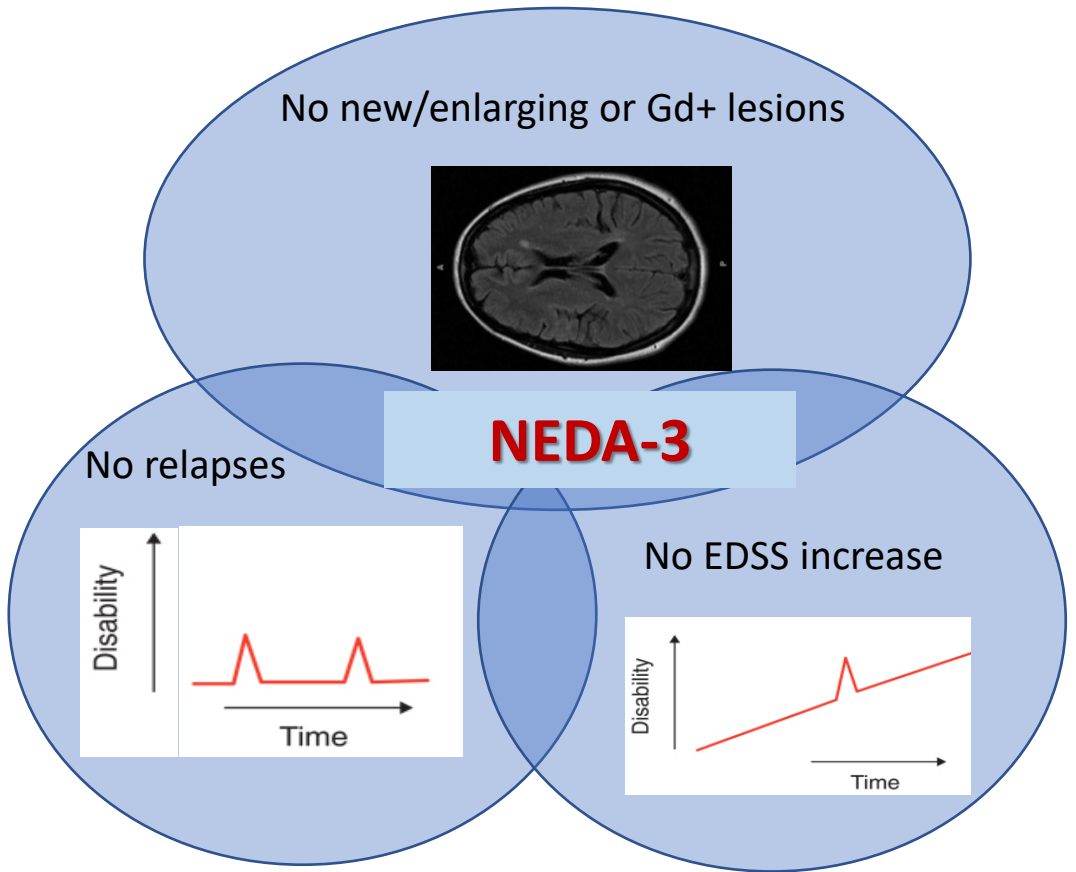 No new/enlarging or Gd+ lesions
A
P
NEDA-3
No relapses
Disability
Time
No EDSS increase
Disability
Time